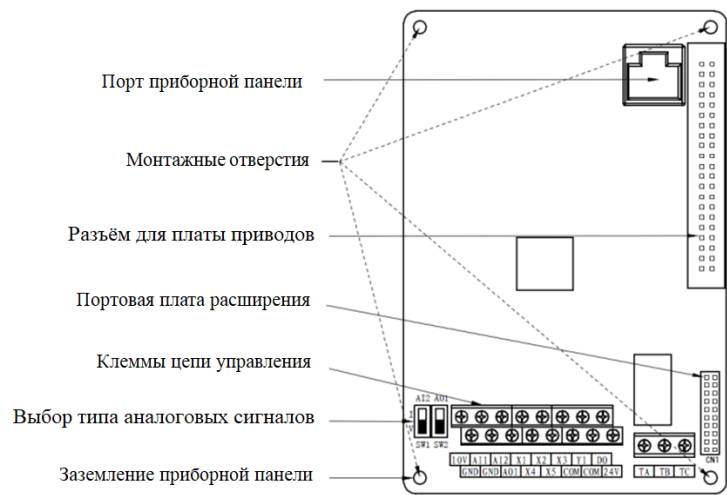 Порт приборной панели
Монтажные отверстия
Разъём для платы приводов
Портовая плата расширения
Клеммы цепи управления
Выбор типа аналоговых сигналов
Заземление приборной панели
AI2 AO1
I
V
SW1 SW2
10V AI1 AI2 X1 X2 X3 Y1 DO
GND GND AO1 X4 X5 COM COM 24V
TA TB TC
CN1